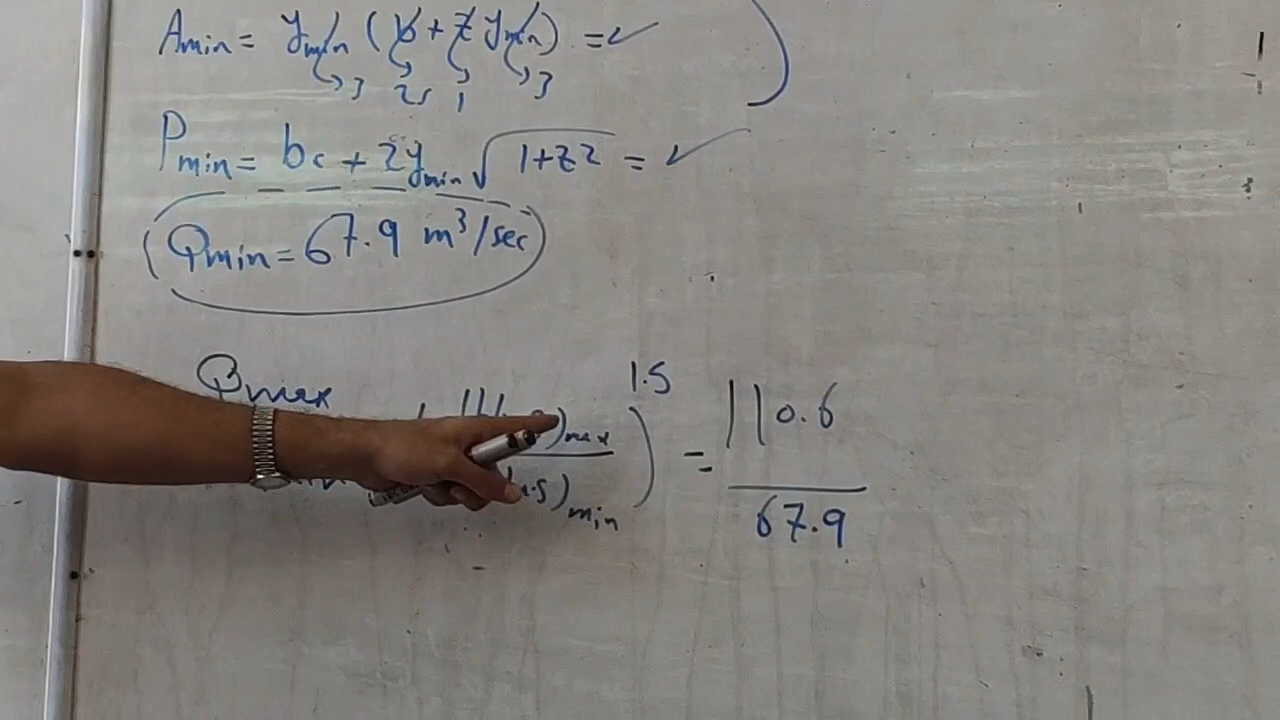 Amin = ymin (b + z ymin) =✓
3 25 1 3
Pmin = bc + 2ymin √1+z2 = ✓
Qmin = 67.9 m³/sec
Qmax )max 1.5 = 110.6
)min 67.9